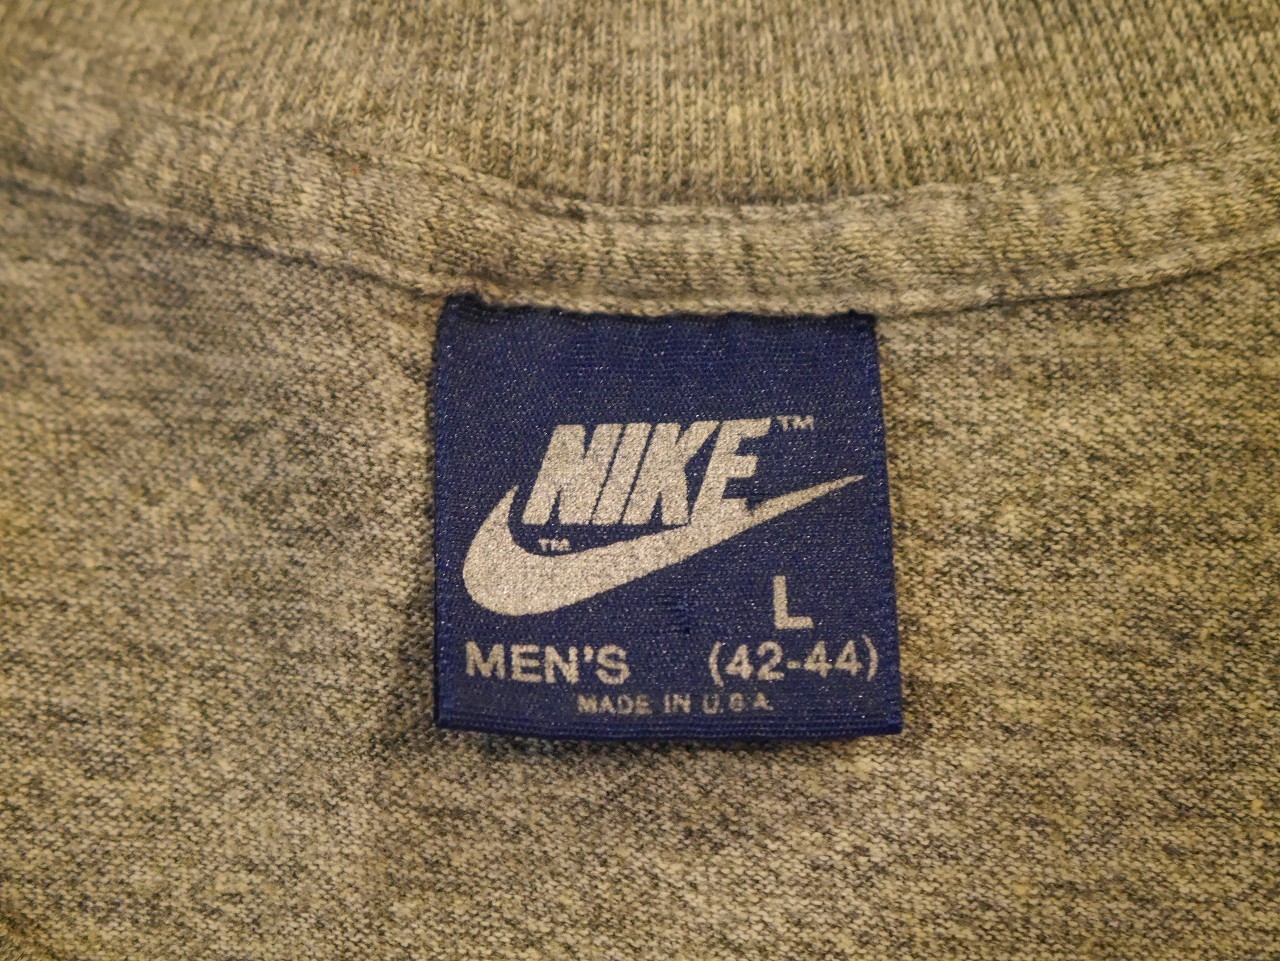 NIKE™
™
L
MEN'S (42-44)
MADE IN U.S.A.